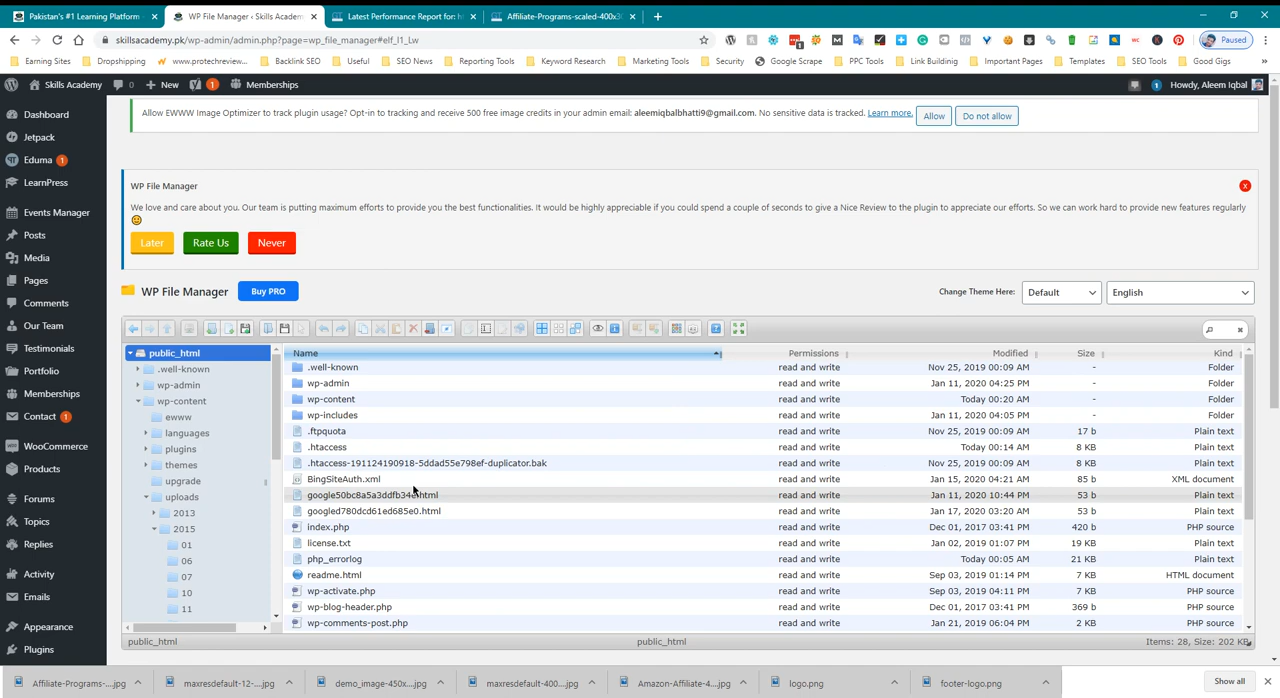 Pakistan's #1 Learning Platform
WP File Manager ‹ Skills Academ
Latest Performance Report for: h
Affiliate-Programs-scaled-400x3
skillsacademy.pk/wp-admin/admin.php?page=wp_file_manager#elf_l1_Lw
Paused
Earning Sites
Dropshipping
www.protechreview...
Backlink SEO
Useful
SEO News
Reporting Tools
Keyword Research
Marketing Tools
Security
Google Scrape
PPC Tools
Link Building
Important Pages
Templates
SEO Tools
Good Gigs
Skills Academy
0
New
1
Memberships
1
Howdy, Aleem Iqbal
Dashboard
Jetpack
Eduma 1
LearnPress
Events Manager
Posts
Media
Pages
Comments
Our Team
Testimonials
Portfolio
Memberships
Contact 1
WooCommerce
Products
Forums
Topics
Replies
Activity
Emails
Appearance
Plugins
Allow EWWW Image Optimizer to track plugin usage? Opt-in to tracking and receive 500 free image credits in your admin email: aleemiqbalbhatti9@gmail.com. No sensitive data is tracked. Learn more.
Allow
Do not allow
WP File Manager
We love and care about you. Our team is putting maximum efforts to provide you the best functionalities. It would be highly appreciable if you could spend a couple of seconds to give a Nice Review to the plugin to appreciate our efforts. So we can work hard to provide new features regularly
Later
Rate Us
Never
WP File Manager
Buy PRO
Change Theme Here:
Default
English
public_html
.well-known
wp-admin
wp-content
ewww
languages
plugins
themes
upgrade
uploads
2013
2015
01
06
07
10
11
Name Permissions Modified Size Kind
.well-known read and write Nov 25, 2019 00:09 AM - Folder
wp-admin read and write Jan 11, 2020 04:25 PM - Folder
wp-content read and write Today 00:20 AM - Folder
wp-includes read and write Jan 11, 2020 04:05 PM - Folder
.ftpquota read and write Nov 25, 2019 00:09 AM 17 b Plain text
.htaccess read and write Today 00:14 AM 8 KB Plain text
.htaccess-191124190918-5ddad55e798ef-duplicator.bak read and write Nov 25, 2019 00:09 AM 8 KB Plain text
BingSiteAuth.xml read and write Jan 15, 2020 04:21 AM 85 b XML document
google50bc8a5a3ddfb34e.html read and write Jan 11, 2020 10:44 PM 53 b Plain text
googled780dcd61ed685e0.html read and write Jan 17, 2020 03:20 AM 53 b Plain text
index.php read and write Dec 01, 2017 03:41 PM 420 b PHP source
license.txt read and write Jan 02, 2019 01:07 PM 19 KB Plain text
php_errorlog read and write Today 00:05 AM 21 KB Plain text
readme.html read and write Sep 03, 2019 01:14 PM 7 KB HTML document
wp-activate.php read and write Sep 03, 2019 04:11 PM 7 KB PHP source
wp-blog-header.php read and write Dec 01, 2017 03:41 PM 369 b PHP source
wp-comments-post.php read and write Jan 21, 2019 06:04 PM 2 KB PHP source
public_html
public_html
Items: 28, Size: 202 KB
Affiliate-Programs-....jpg
maxresdefault-12-....jpg
demo_image-450x....jpg
maxresdefault-400....jpg
Amazon-Affiliate-4....jpg
logo.png
footer-logo.png
Show all